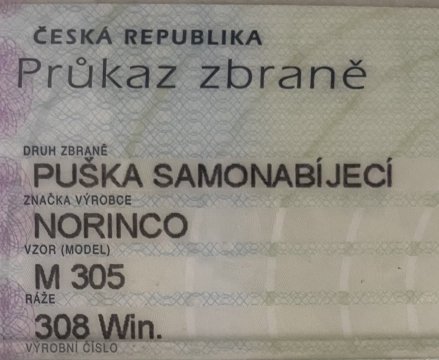 ČESKÁ REPUBLIKA
Průkaz zbraně
DRUH ZBRANĚ
PUŠKA SAMONABÍJECÍ
ZNAČKA VÝROBCE
NORINCO
VZOR (MODEL)
M 305
RÁŽE
308 Win.
VÝROBNÍ ČÍSLO